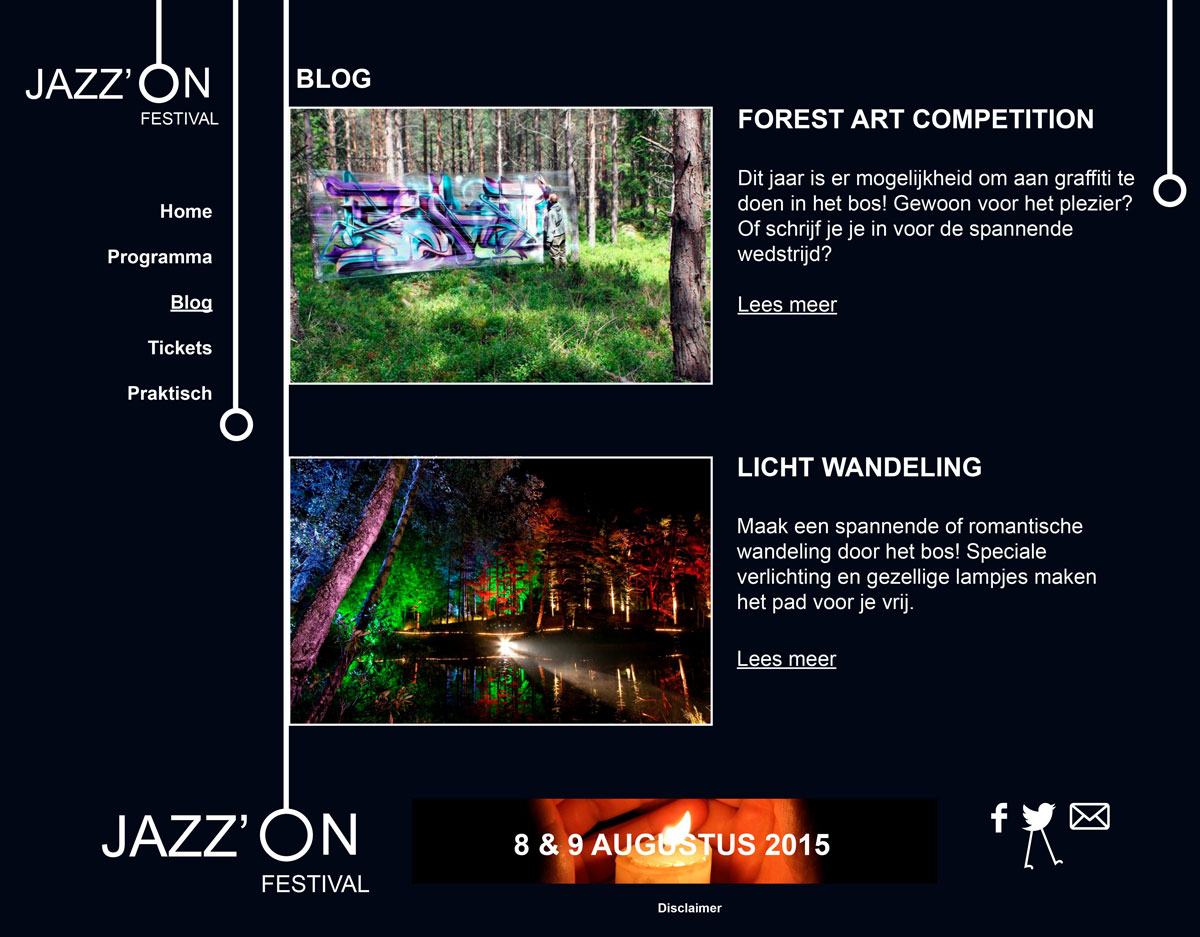 JAZZ'ON
FESTIVAL
Home
Programma
Blog
Tickets
Praktisch
BLOG
FOREST ART COMPETITION
Dit jaar is er mogelijkheid om aan graffiti te
doen in het bos! Gewoon voor het plezier?
Of schrijf je je in voor de spannende
wedstrijd?
Lees meer
LICHT WANDELING
Maak een spannende of romantische
wandeling door het bos! Speciale
verlichting en gezellige lampjes maken
het pad voor je vrij.
Lees meer
JAZZ'ON
FESTIVAL
8 & 9 AUGUSTUS 2015
Disclaimer